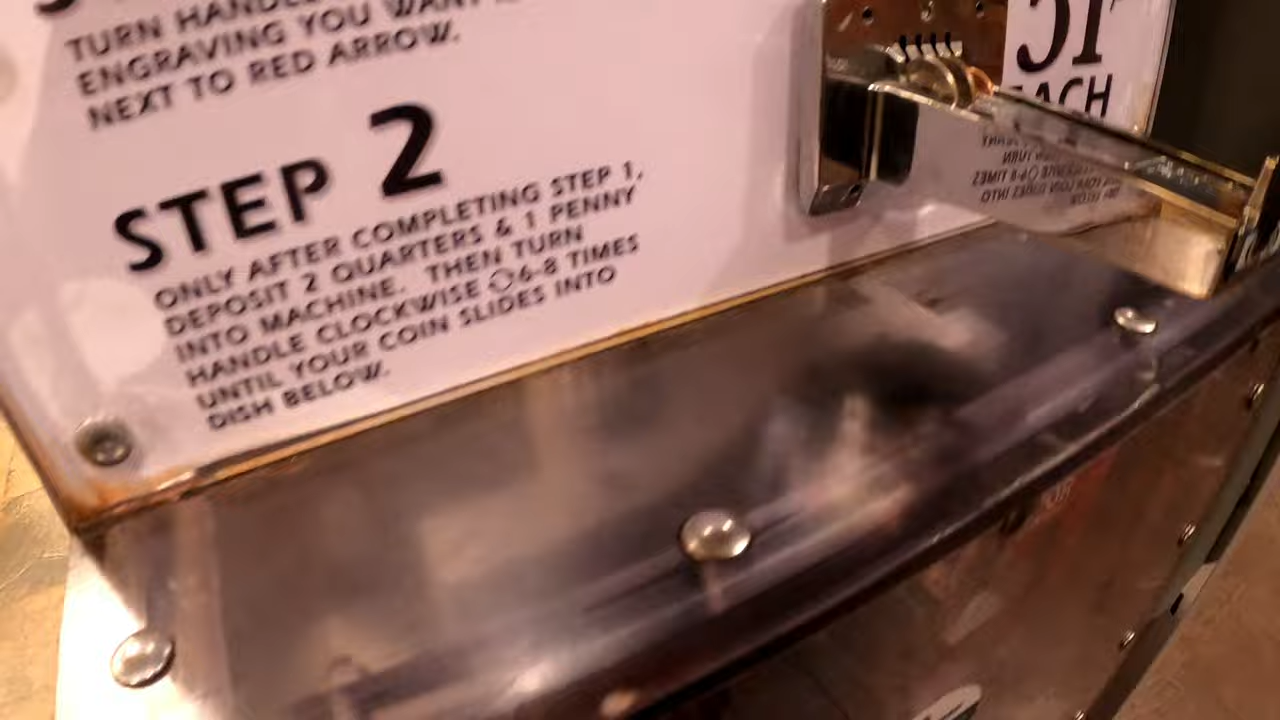 TURN HANDLE
ENGRAVING YOU WANT
NEXT TO RED ARROW.
STEP 2
ONLY AFTER COMPLETING STEP 1,
DEPOSIT 2 QUARTERS & 1 PENNY
INTO MACHINE. THEN TURN
HANDLE CLOCKWISE 6-8 TIMES
UNTIL YOUR COIN SLIDES INTO
DISH BELOW.
51¢
EACH